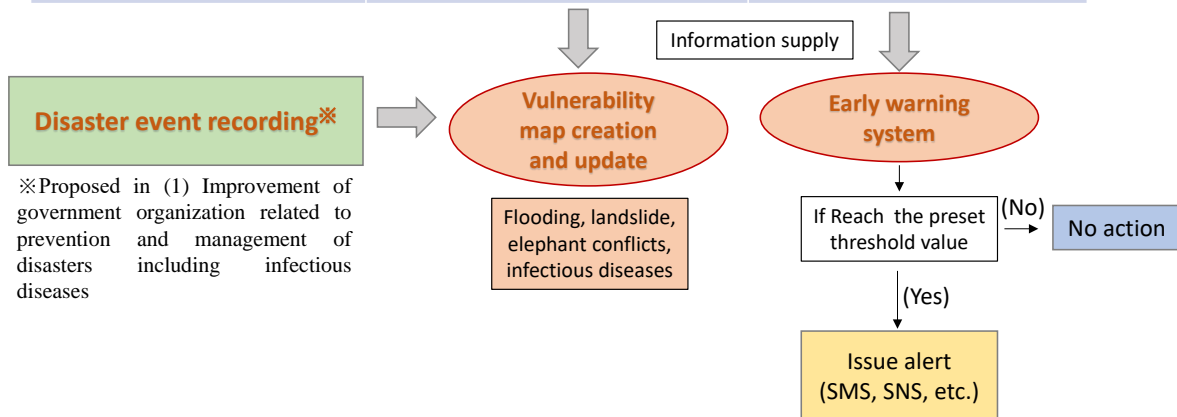 Information supply
Disaster event recording※
Vulnerability
map creation
and update
Early warning
system
※Proposed in (1) Improvement of
government organization related to
prevention and management of
disasters including infectious
diseases
Flooding, landslide,
elephant conflicts,
infectious diseases
If Reach the preset
threshold value
(No)
No action
(Yes)
Issue alert
(SMS, SNS, etc.)